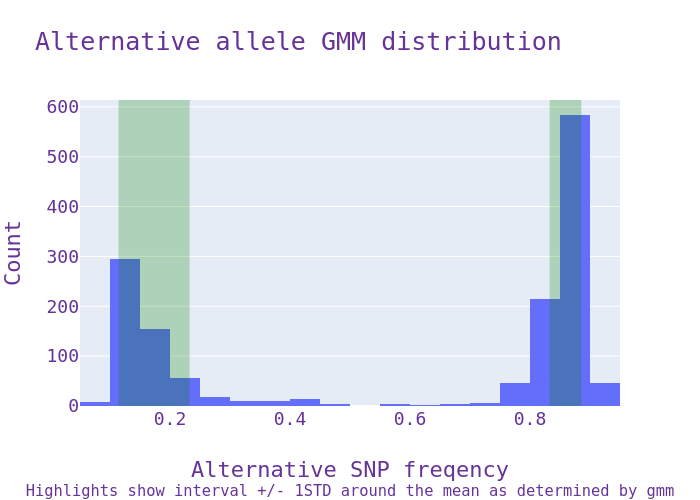 Alternative allele GMM distribution
600
500
400
300
200
100
0
Count
0.2 0.4 0.6 0.8
Alternative SNP freqency
Highlights show interval +/- 1STD around the mean as determined by gmm